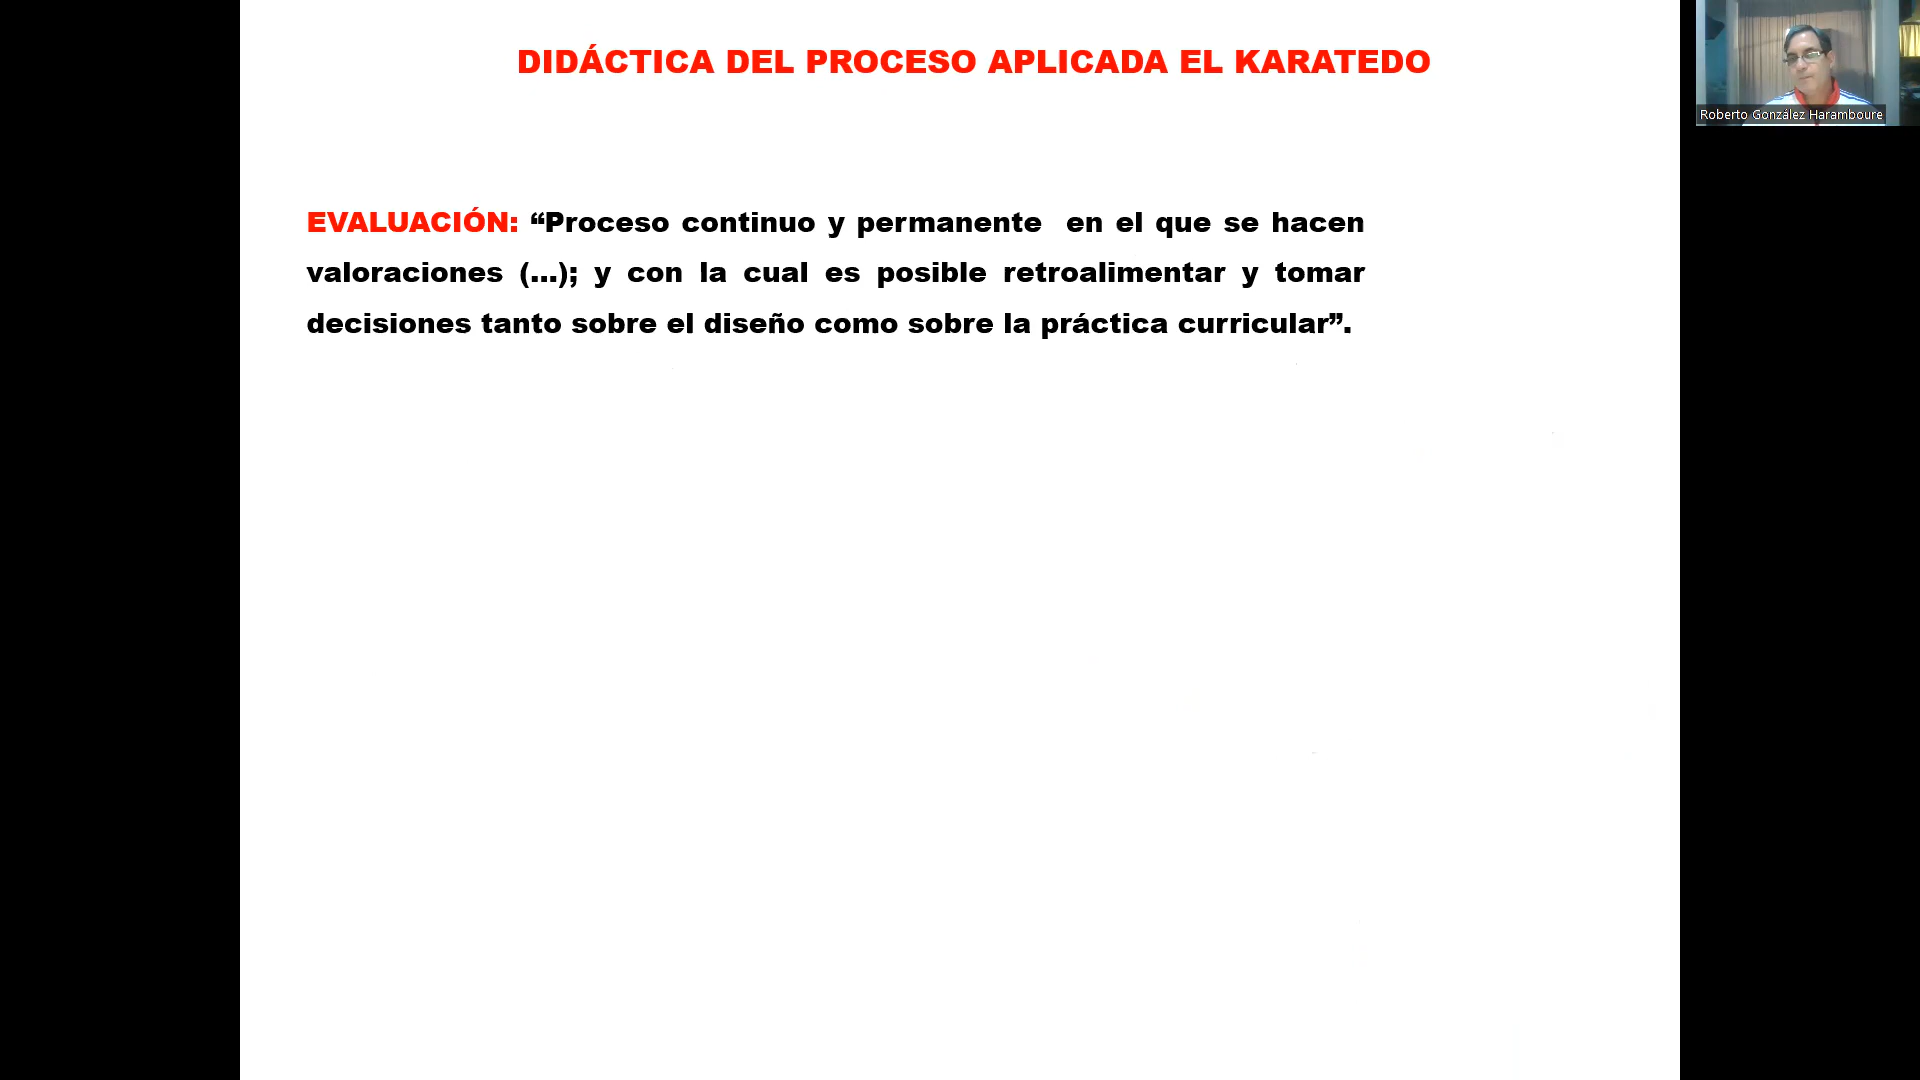 DIDÁCTICA DEL PROCESO APLICADA EL KARATEDO
Roberto González Haramboure
EVALUACIÓN: “Proceso continuo y permanente en el que se hacen
valoraciones (...); y con la cual es posible retroalimentar y tomar
decisiones tanto sobre el diseño como sobre la práctica curricular”.